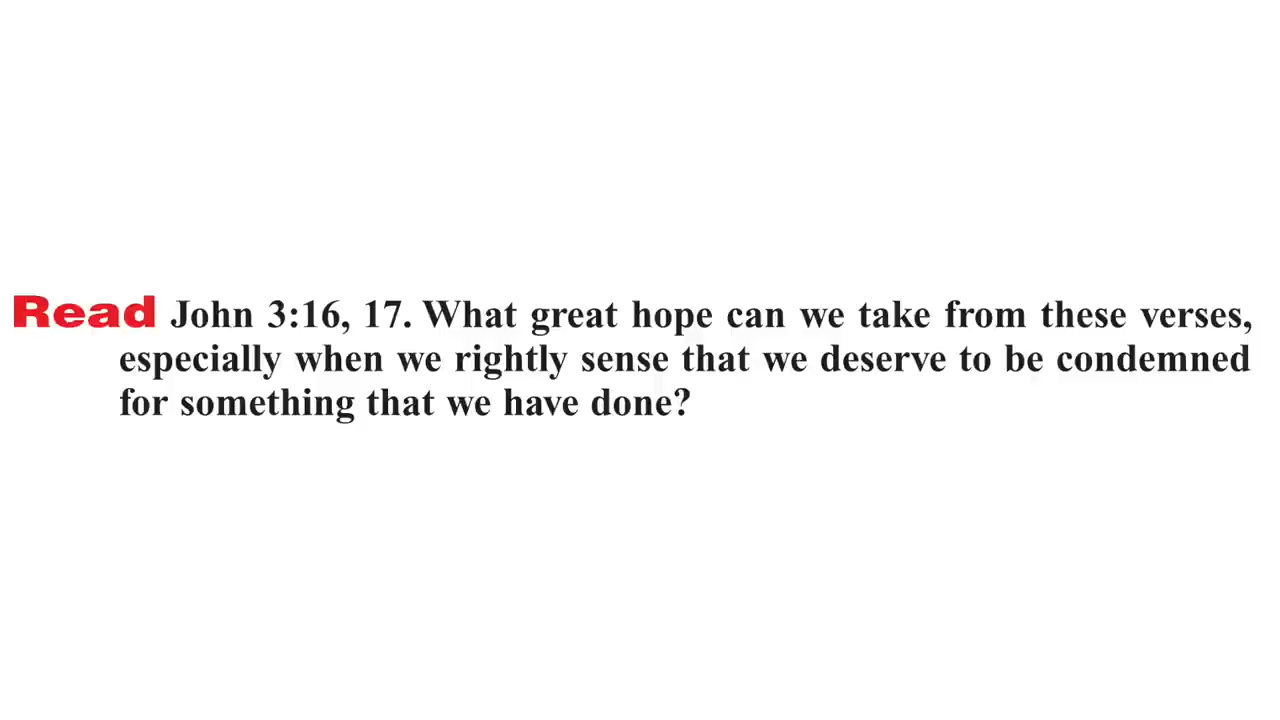 Read John 3:16, 17. What great hope can we take from these verses,
especially when we rightly sense that we deserve to be condemned
for something that we have done?